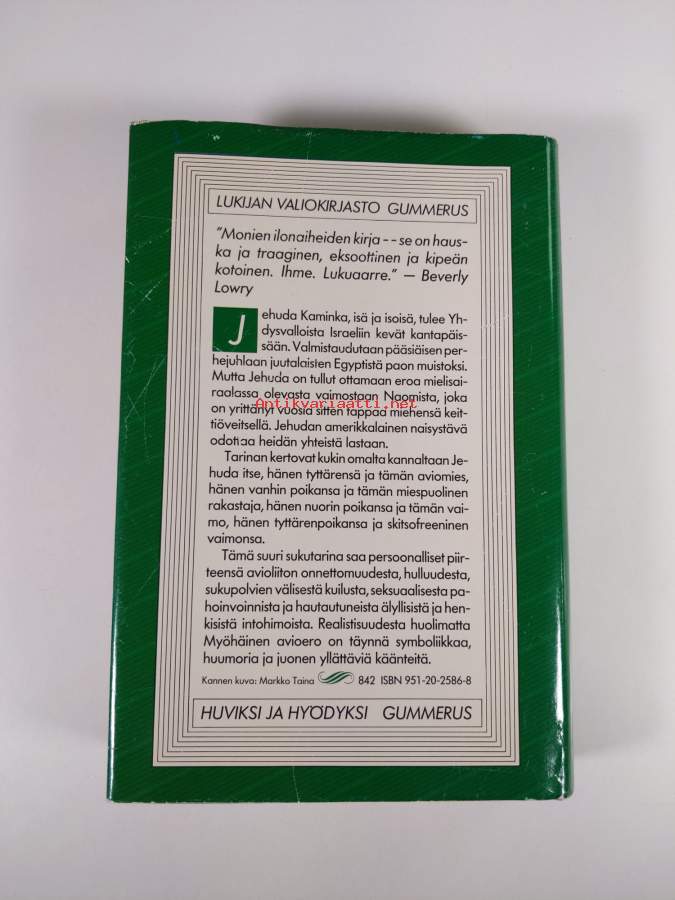 LUKIJAN VALIOKIRJASTO GUMMERUS
"Monien ilonaiheiden kirja - - se on haus-
ka ja traaginen, eksoottinen ja kipeän
kotoinen. Ihme. Lukuaarre." — Beverly
Lowry
Jehuda Kaminka, isä ja isoisä, tulee Yh-
dysvalloista Israeliin kevät kantapäis-
sään. Valmistaudutaan pääsiäisen per-
hejuhlaan juutalaisten Egyptistä paon muistoksi.
Mutta Jehuda on tullut ottamaan eroa mielisai-
raalassa olevasta vaimostaan Naomista, joka
Antikvariaatti.net
on yrittänyt vuosia sitten tappaa miehensä keit-
tiöveitsellä. Jehudan amerikkalainen naisystävä
odottaa heidän yhteistä lastaan.
Tarinan kertovat kukin omalta kannaltaan Je-
huda itse, hänen tyttärensä ja tämän aviomies,
hänen vanhin poikansa ja tämän miespuolinen
rakastaja, hänen nuorin poikansa ja tämän vai-
mo, hänen tyttärenpoikansa ja skitsofreeninen
vaimonsa.
Tämä suuri sukutarina saa persoonalliset piir-
teensä avioliiton onnettomuudesta, hulluudesta,
sukupolvien välisestä kuilusta, seksuaalisesta pa-
hoinvoinnista ja hautautuneista älyllisistä ja hen-
kisistä intohimoista. Realistisuudesta huolimatta
Myöhäinen avioero on täynnä symboliikkaa,
huumoria ja juonen yllättäviä käänteitä.
Kannen kuva: Markko Taina 842 ISBN 951-20-2586-8
HUVIKSI JA HYÖDYKSI GUMMERUS